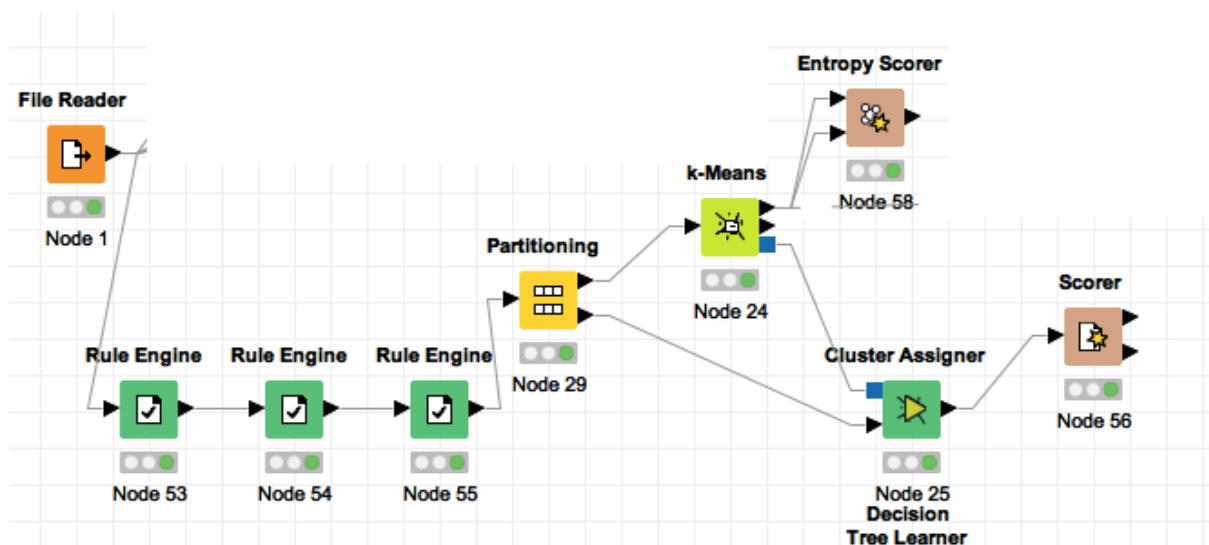 Entropy Scorer
File Reader
Node 58
k-Means
Node 1
Partitioning
Node 24
Scorer
Rule Engine
Rule Engine
Rule Engine
Node 29
Cluster Assigner
Node 56
Node 53
Node 54
Node 55
Node 25
Decision
Tree Learner